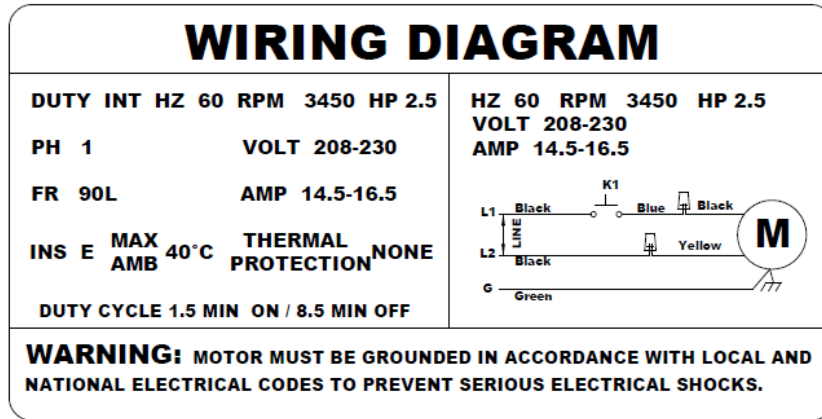 WIRING DIAGRAM
DUTY INT HZ 60 RPM 3450 HP 2.5
PH 1 VOLT 208-230
FR 90L AMP 14.5-16.5
INS E MAX AMB 40°C THERMAL PROTECTION NONE
DUTY CYCLE 1.5 MIN ON / 8.5 MIN OFF
HZ 60 RPM 3450 HP 2.5
VOLT 208-230
AMP 14.5-16.5
K1
L1 Black Blue Black
LINE
M
Yellow
L2 Black
G Green
WARNING: MOTOR MUST BE GROUNDED IN ACCORDANCE WITH LOCAL AND
NATIONAL ELECTRICAL CODES TO PREVENT SERIOUS ELECTRICAL SHOCKS.